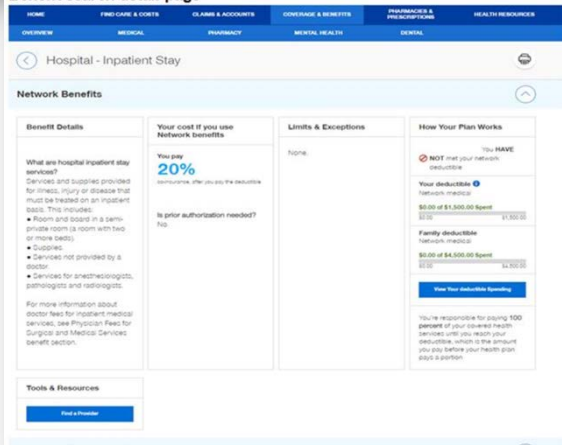 HOME FIND CARE & COSTS CLAIMS & ACCOUNTS COVERAGE & BENEFITS PHARMACIES & PRESCRIPTIONS HEALTH RESOURCES
OVERVIEW MEDICAL PHARMACY MENTAL HEALTH DENTAL
Hospital - Inpatient Stay
Network Benefits
Benefit Details
What are hospital inpatient stay
services?
Services and supplies provided
for illness, injury or disease that
must be treated on an inpatient
basis. This includes:
● Room and board in a semi-
private room (a room with two
or more beds).
● Supplies.
● Services not provided by a
doctor.
● Services for anesthesiologists,
pathologists and radiologists.
For more information about
doctor fees for inpatient medical
services, see Physician Fees for
Surgical and Medical Services
benefit section.
Your cost if you use
Network benefits
You pay
20%
coinsurance, after you pay the deductible
Is prior authorization needed?
No
Limits & Exceptions
None.
How Your Plan Works
You HAVE
NOT met your network
deductible
Your deductible
Network medical
$0.00 of $1,500.00 Spent
$0.00 $1,500.00
Family deductible
Network medical
$0.00 of $4,500.00 Spent
$0.00 $4,500.00
View Your deductible Spending
You're responsible for paying 100
percent of your covered health
services until you reach your
deductible, which is the amount
you pay before your health plan
pays a portion
Tools & Resources
Find a Provider